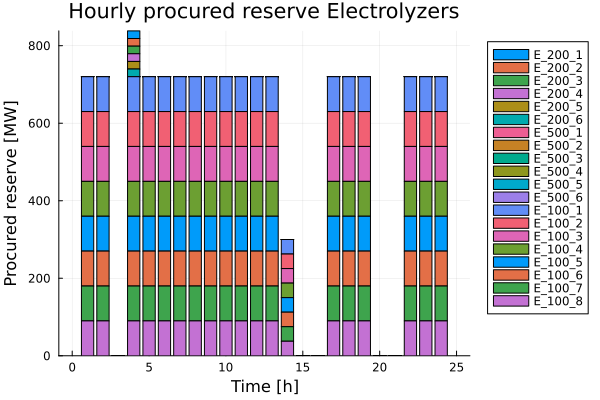 Hourly procured reserve Electrolyzers
Procured reserve [MW]
800
600
400
200
0
0 5 10 15 20 25
Time [h]
E_200_1
E_200_2
E_200_3
E_200_4
E_200_5
E_200_6
E_500_1
E_500_2
E_500_3
E_500_4
E_500_5
E_500_6
E_100_1
E_100_2
E_100_3
E_100_4
E_100_5
E_100_6
E_100_7
E_100_8